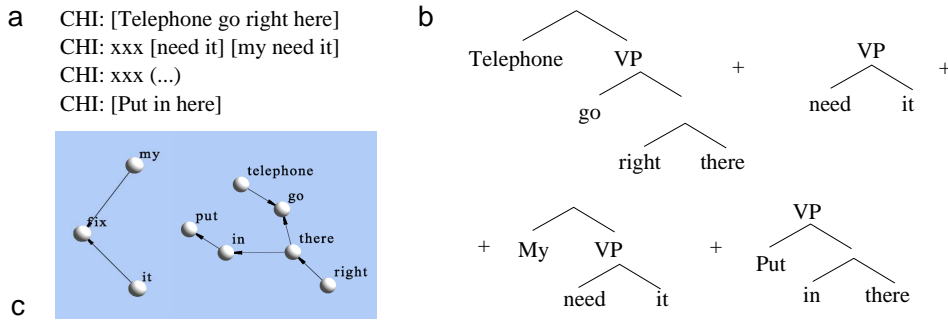 a
CHI: [Telephone go right here]
CHI: xxx [need it] [my need it]
CHI: xxx (...)
CHI: [Put in here]
b
Telephone VP + VP +
go need it
right there
+ My VP + VP
need it Put
in there
c
my
telephone
go
put
fix
in there
right
it